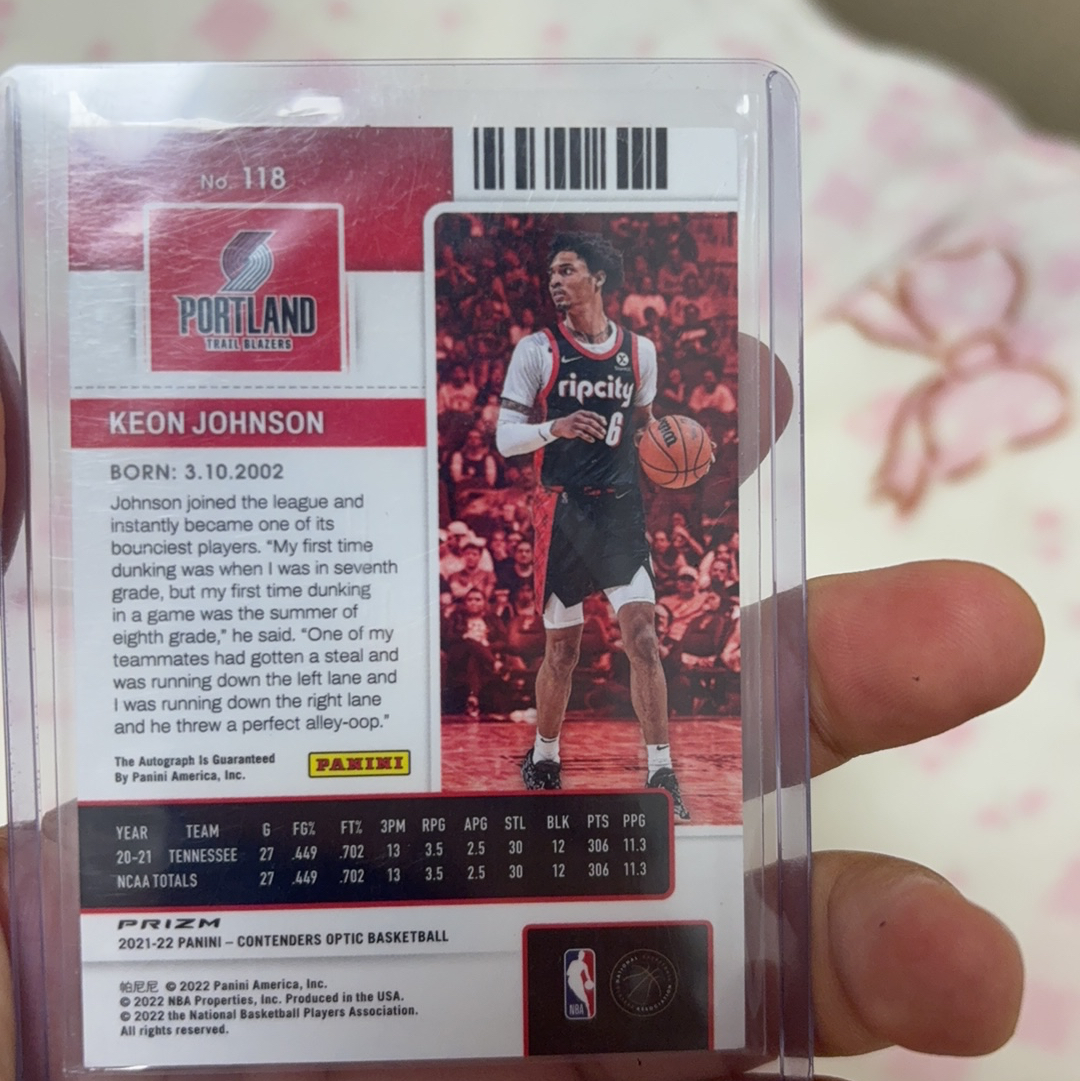 No. 118
PORTLAND
TRAIL BLAZERS
KEON JOHNSON
BORN: 3.10.2002
Johnson joined the league and
instantly became one of its
bounciest players. “My first time
dunking was when I was in seventh
grade, but my first time dunking
in a game was the summer of
eighth grade,” he said. “One of my
teammates had gotten a steal and
was running down the left lane and
I was running down the right lane
and he threw a perfect alley-oop.”
The Autograph Is Guaranteed
By Panini America, Inc.
PANINI
ripcity
6
YEAR TEAM G FG% FT% 3PM RPG APG STL BLK PTS PPG
20-21 TENNESSEE 27 .449 .702 13 3.5 2.5 30 12 306 11.3
NCAA TOTALS 27 .449 .702 13 3.5 2.5 30 12 306 11.3
PRIZM
2021-22 PANINI – CONTENDERS OPTIC BASKETBALL
帕尼尼 © 2022 Panini America, Inc.
© 2022 NBA Properties, Inc. Produced in the USA.
© 2022 the National Basketball Players Association.
All rights reserved.
NBA